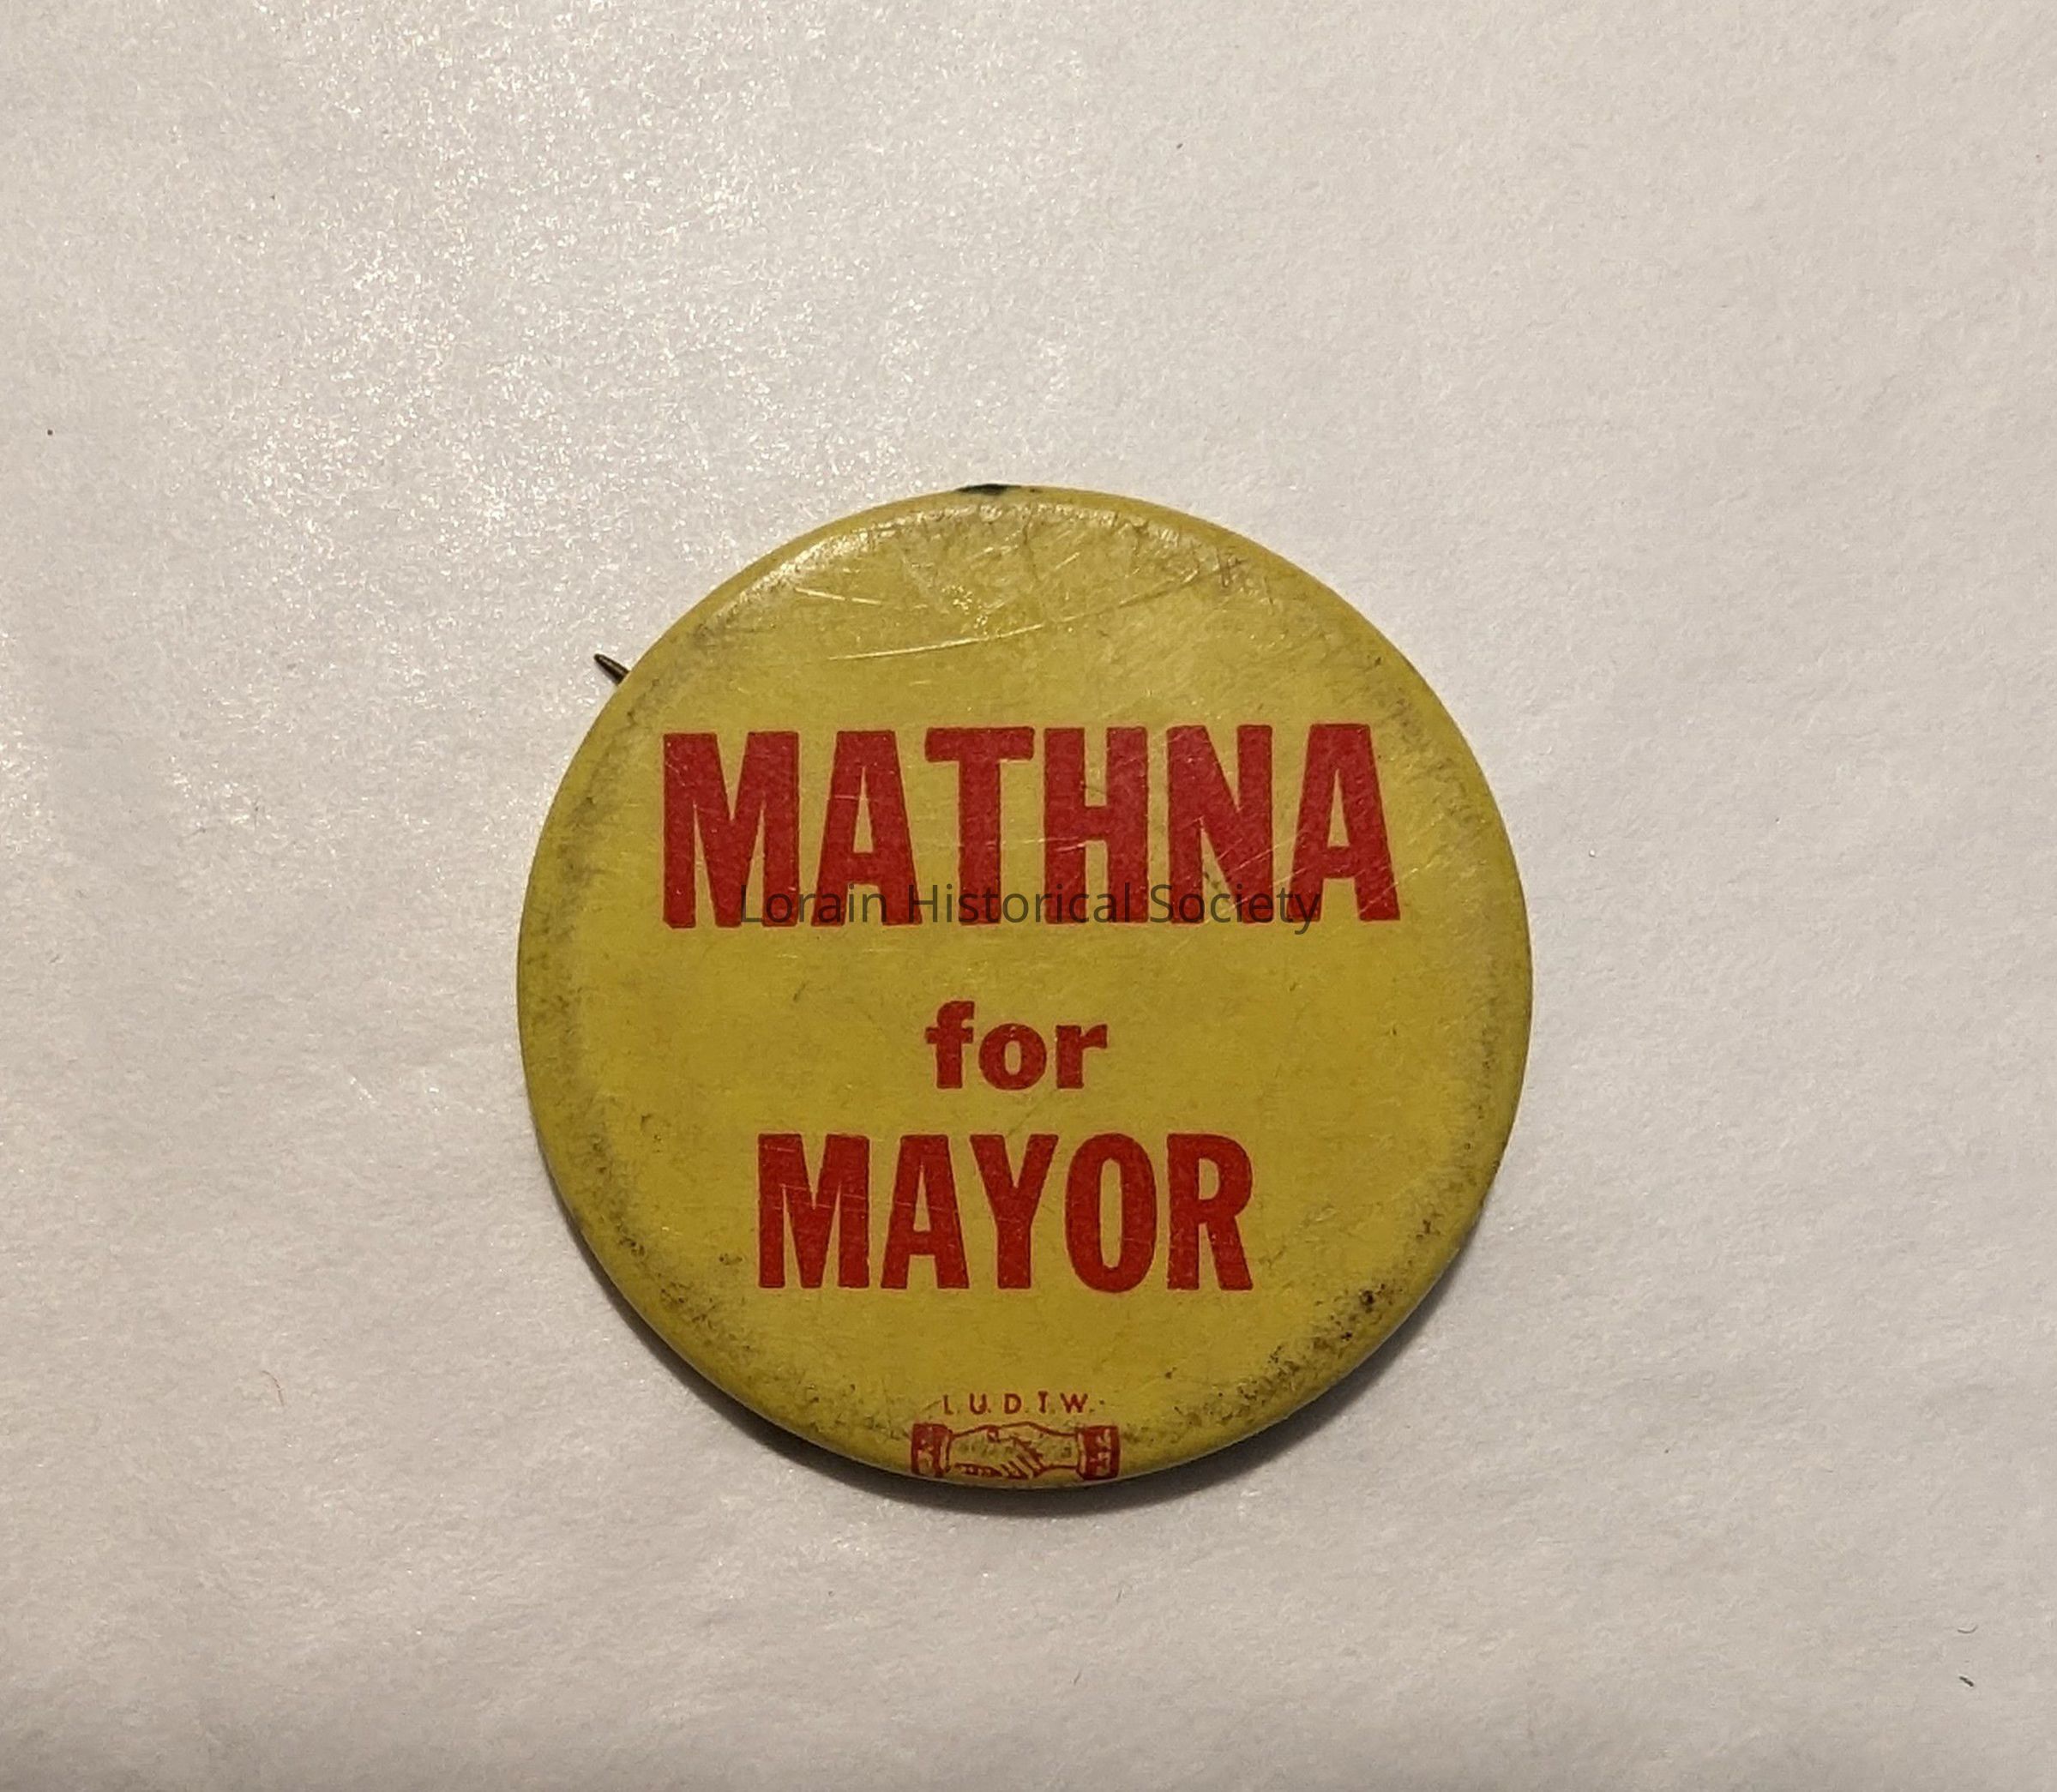 MATHNA
Lorain Historical Society
for
MAYOR
I. U. D. T. W.